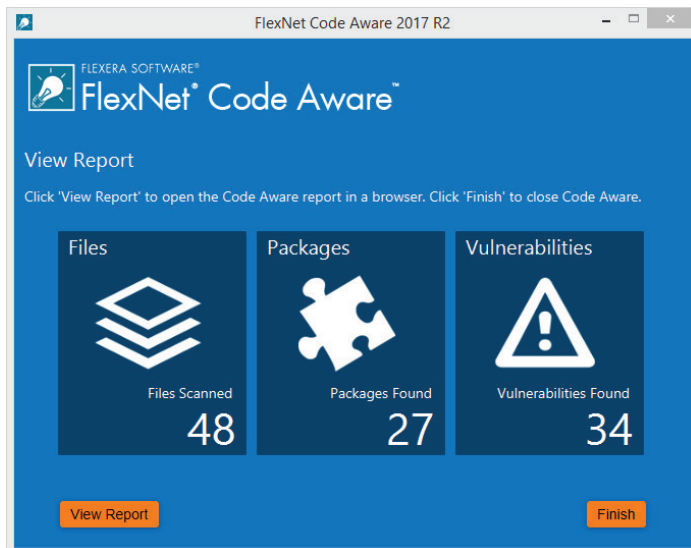 FlexNet Code Aware 2017 R2
FLEXERA SOFTWARE®
FlexNet® Code Aware™
View Report
Click 'View Report' to open the Code Aware report in a browser. Click 'Finish' to close Code Aware.
Files
Files Scanned
48
Packages
Packages Found
27
Vulnerabilities
Vulnerabilities Found
34
View Report
Finish